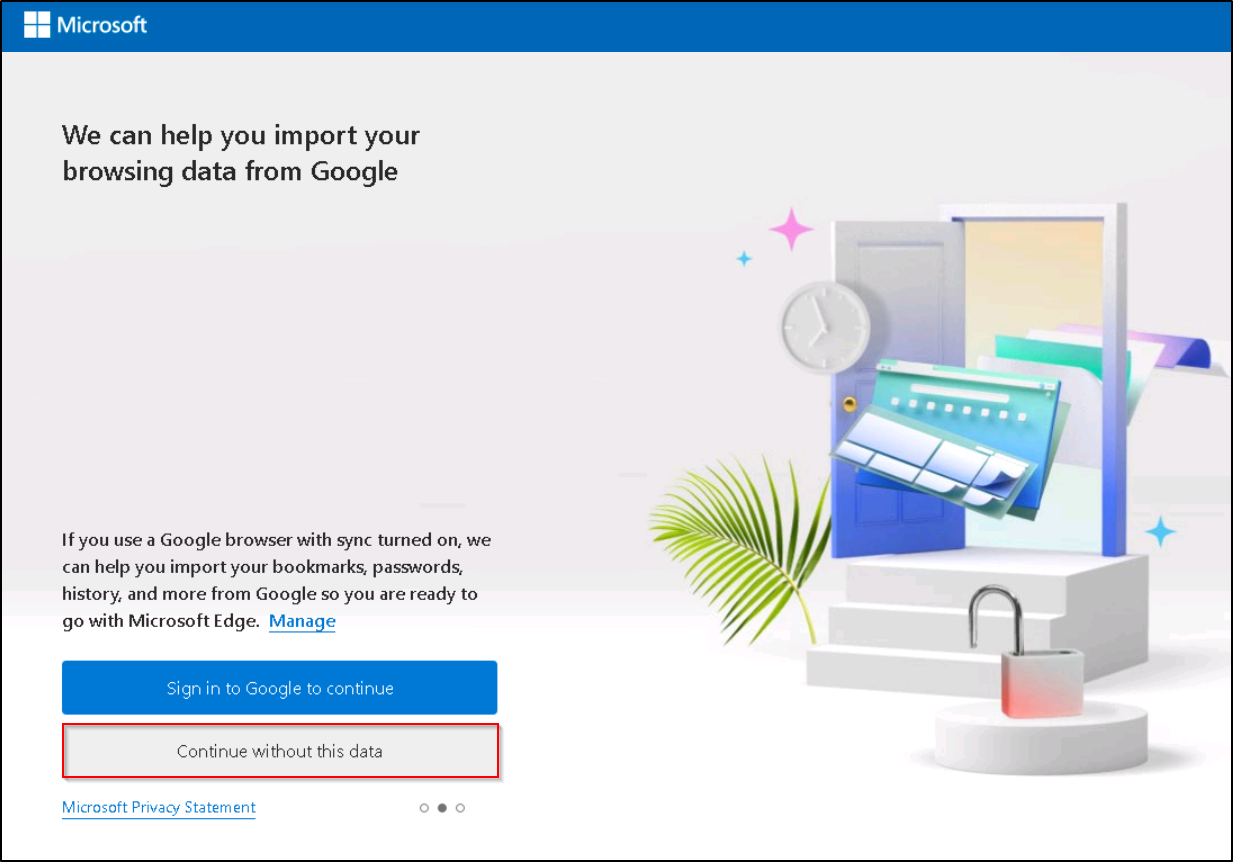 Microsoft
We can help you import your
browsing data from Google
If you use a Google browser with sync turned on, we
can help you import your bookmarks, passwords,
history, and more from Google so you are ready to
go with Microsoft Edge. Manage
Sign in to Google to continue
Continue without this data
Microsoft Privacy Statement